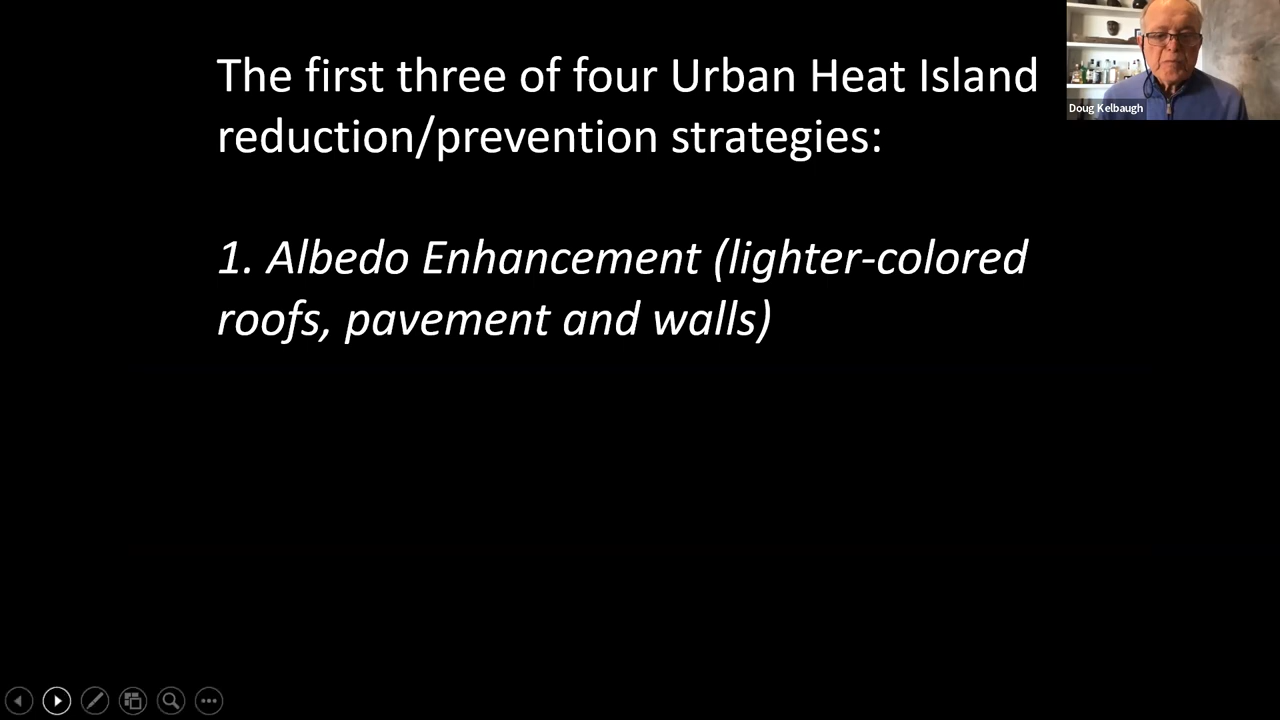 The first three of four Urban Heat Island
reduction/prevention strategies:
1. Albedo Enhancement (lighter-colored
roofs, pavement and walls)
Doug Kelbaugh